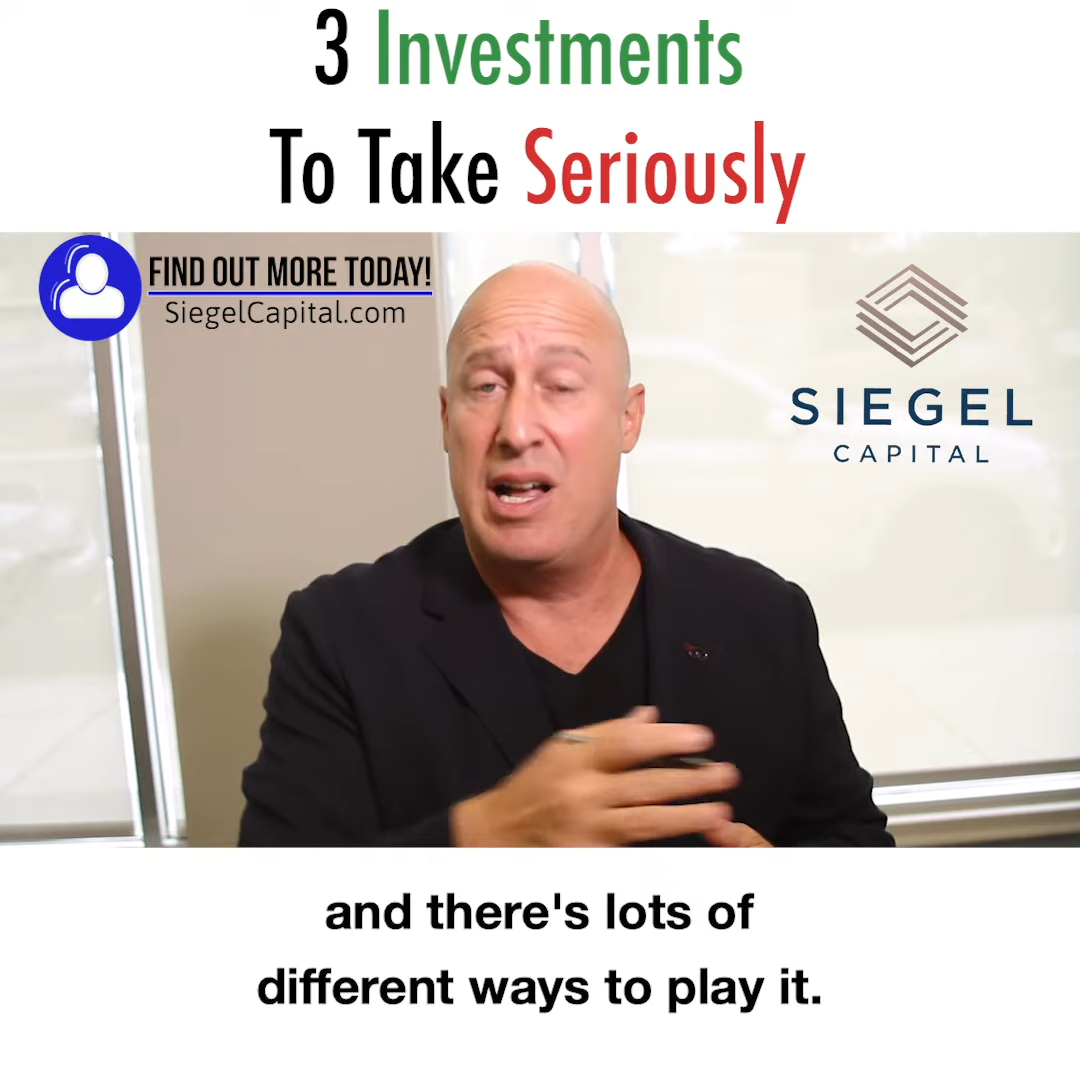 3 Investments
To Take Seriously
FIND OUT MORE TODAY!
SiegelCapital.com
SIEGEL
CAPITAL
and there's lots of
different ways to play it.